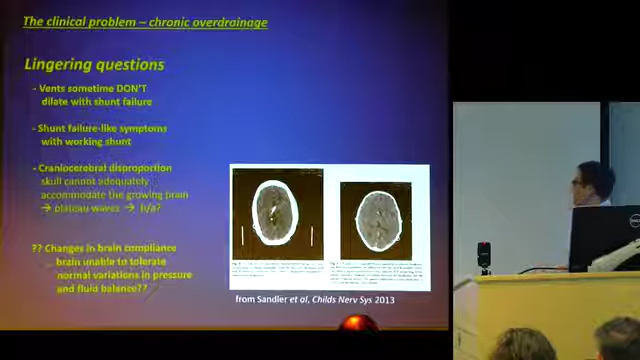 The clinical problem – chronic overdrainage
Lingering questions
- Vents sometime DON'T
dilate with shunt failure
- Shunt failure-like symptoms
with working shunt
- Craniocerebral disproportion
skull cannot adequately
accommodate the growing brain
→ plateau waves → h/a?
?? Changes in brain compliance
brain unable to tolerate
normal variations in pressure
and fluid balance??
from Sandler et al, Childs Nerv Sys 2013